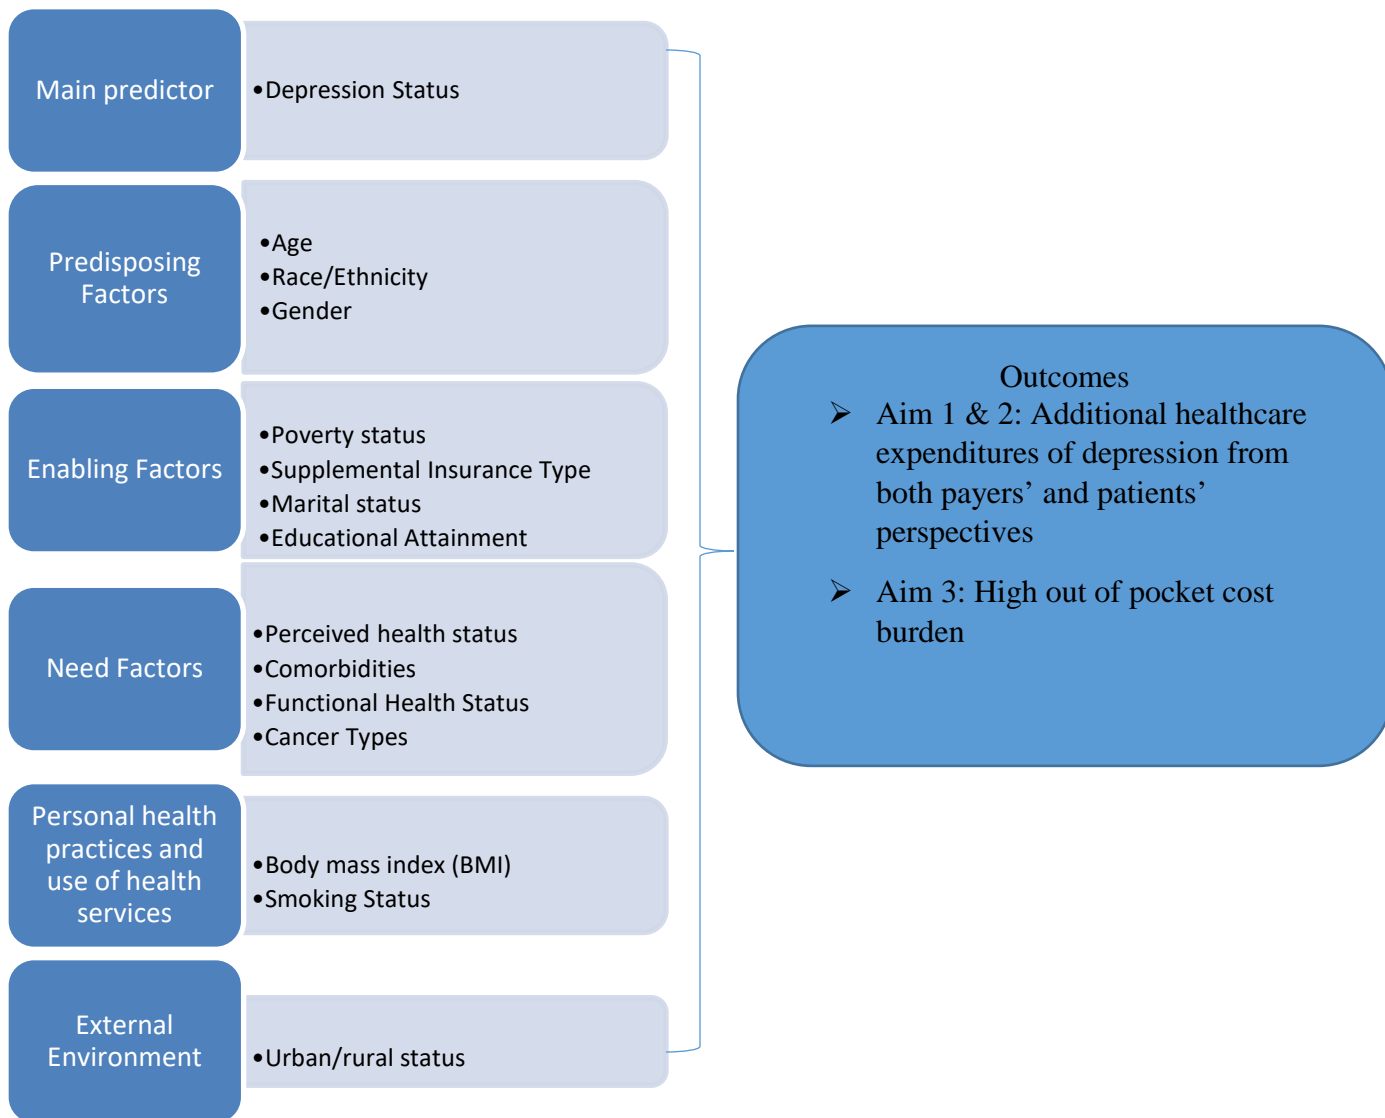 Main predictor
•Depression Status
Predisposing
Factors
•Age
•Race/Ethnicity
•Gender
Enabling Factors
•Poverty status
•Supplemental Insurance Type
•Marital status
•Educational Attainment
Need Factors
•Perceived health status
•Comorbidities
•Functional Health Status
•Cancer Types
Personal health
practices and
use of health
services
•Body mass index (BMI)
•Smoking Status
External
Environment
•Urban/rural status
Outcomes
➢ Aim 1 & 2: Additional healthcare
expenditures of depression from
both payers’ and patients’
perspectives
➢ Aim 3: High out of pocket cost
burden